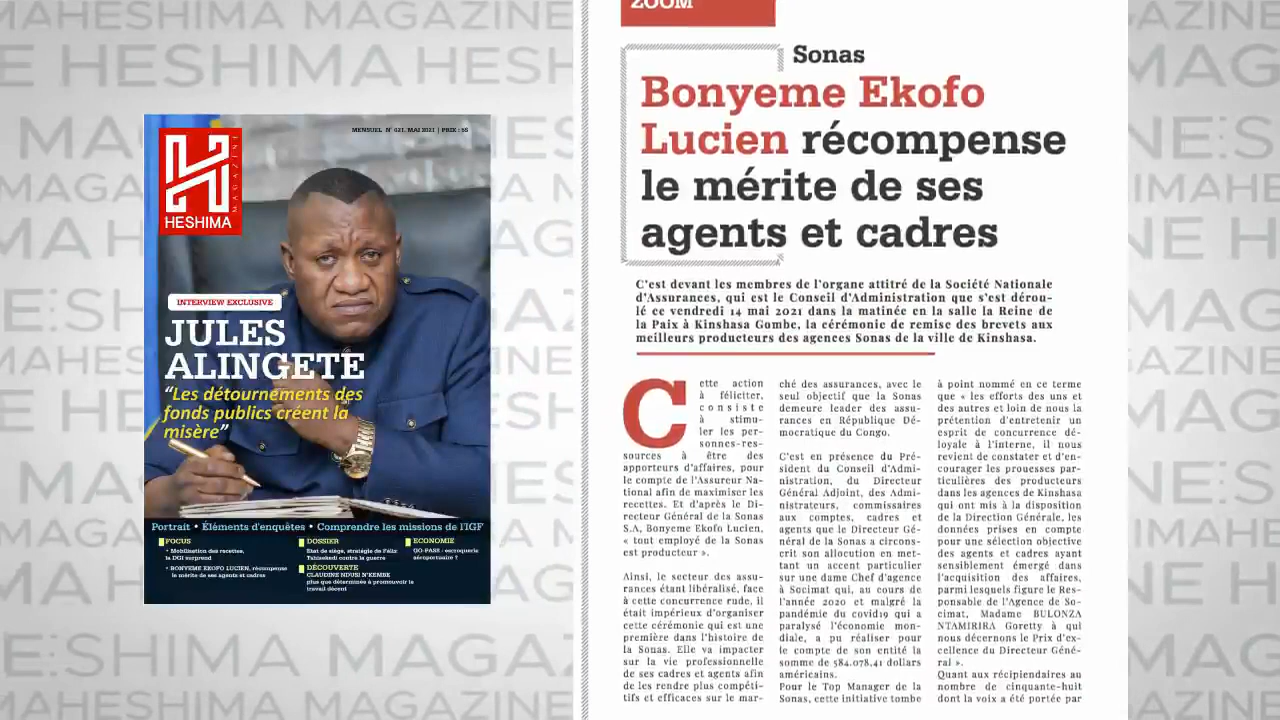 MENSUEL N° 021, MAI 2021 | PRIX : 5$
HESHIMA
MAGAZINE
INTERVIEW EXCLUSIVE
JULES
ALINGETE
“Les détournements des
fonds publics créent la
misère”
Portrait • Éléments d'enquêtes • Comprendre les missions de l'IGF
FOCUS
• Mobilisation des recettes,
la DGI surprend
• BONYEME EKOFO LUCIEN, récompense
le mérite de ses agents et cadres
DOSSIER
Etat de siège, stratégie de Félix
Tshisekedi contre la guerre
DÉCOUVERTE
CLAUDINE NDUSI N'KEMBE
plus que déterminée à promouvoir le
travail décent
ECONOMIE
GO-PASS : escroquerie
aéroportuaire ?
ZOOM
Sonas
Bonyeme Ekofo
Lucien récompense
le mérite de ses
agents et cadres
C'est devant les membres de l'organe attitré de la Société Nationale
d'Assurances, qui est le Conseil d'Administration que s'est dérou-
lé ce vendredi 14 mai 2021 dans la matinée en la salle la Reine de
la Paix à Kinshasa Gombe, la cérémonie de remise des brevets aux
meilleurs producteurs des agences Sonas de la ville de Kinshasa.
Cette action
à féliciter,
consiste
à stimu-
ler les per-
sonnes-res-
sources à être des
apporteurs d'affaires, pour
le compte de l'Assureur Na-
tional afin de maximiser les
recettes. Et d'après le Di-
recteur Général de la Sonas
S.A, Bonyeme Ekofo Lucien,
« tout employé de la Sonas
est producteur ».
Ainsi, le secteur des assu-
rances étant libéralisé, face
à cette concurrence rude, il
était impérieux d'organiser
cette cérémonie qui est une
première dans l'histoire de
la Sonas. Elle va impacter
sur la vie professionnelle
de ses cadres et agents afin
de les rendre plus compéti-
tifs et efficaces sur le mar-
ché des assurances, avec le
seul objectif que la Sonas
demeure leader des assu-
rances en République Dé-
mocratique du Congo.
C'est en présence du Pré-
sident du Conseil d'Admi-
nistration, du Directeur
Général Adjoint, des Admi-
nistrateurs, commissaires
aux comptes, cadres et
agents que le Directeur Gé-
néral de la Sonas a circons-
crit son allocution en met-
tant un accent particulier
sur une dame Chef d'agence
à Socimat qui, au cours de
l'année 2020 et malgré la
pandémie du covid19 qui a
paralysé l'économie mon-
diale, a pu réaliser pour
le compte de son entité la
somme de 584.078,41 dollars
américains.
Pour le Top Manager de la
Sonas, cette initiative tombe
à point nommé en ce terme
que « les efforts des uns et
des autres et loin de nous la
prétention d'entretenir un
esprit de concurrence dé-
loyale à l'interne, il nous
revient de constater et d'en-
courager les prouesses par-
ticulières des producteurs
dans les agences de Kinshasa
qui ont mis à la disposition
de la Direction Générale, les
données prises en compte
pour une sélection objective
des agents et cadres ayant
sensiblement émergé dans
l'acquisition des affaires,
parmi lesquels figure le Res-
ponsable de l'Agence de So-
cimat, Madame BULONZA
NTAMIRIRA Goretty à qui
nous décernons le Prix d'ex-
cellence du Directeur Géné-
ral ».
Quant aux récipiendaires au
nombre de cinquante-huit
dont la voix a été portée par